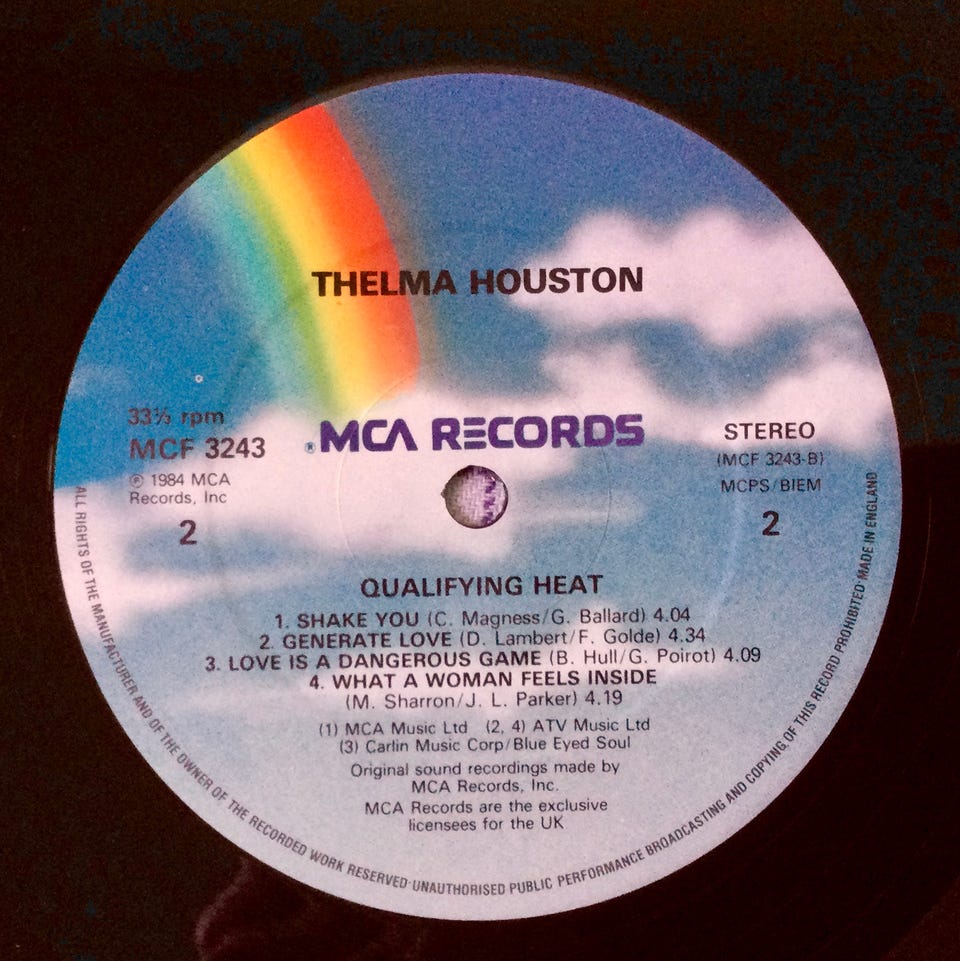 THELMA HOUSTON
33⅓ rpm
MCF 3243
® MCA RECORDS
STEREO
(MCF 3243-B)
MCPS/BIEM
℗ 1984 MCA
Records, Inc
2
2
QUALIFYING HEAT
1. SHAKE YOU (C. Magness/G. Ballard) 4.04
2. GENERATE LOVE (D. Lambert/F. Golde) 4.34
3. LOVE IS A DANGEROUS GAME (B. Hull/G. Poirot) 4.09
4. WHAT A WOMAN FEELS INSIDE
(M. Sharron/J. L. Parker) 4.19
(1) MCA Music Ltd (2, 4) ATV Music Ltd
(3) Carlin Music Corp/Blue Eyed Soul
Original sound recordings made by
MCA Records, Inc.
MCA Records are the exclusive
licensees for the UK
ALL RIGHTS OF THE MANUFACTURER AND OF THE OWNER OF THE RECORDED WORK RESERVED·UNAUTHORISED PUBLIC PERFORMANCE BROADCASTING AND COPYING OF THIS RECORD PROHIBITED·MADE IN ENGLAND